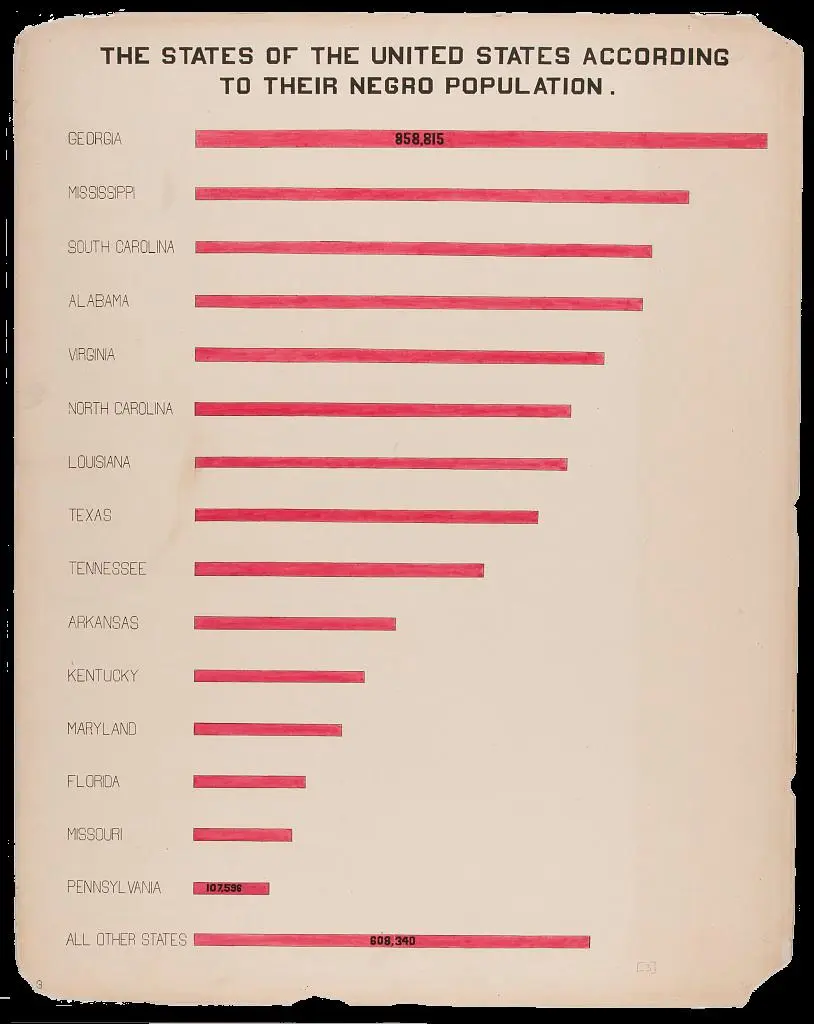 THE STATES OF THE UNITED STATES ACCORDING
TO THEIR NEGRO POPULATION.
GEORGIA 858,815
MISSISSIPPI
SOUTH CAROLINA
ALABAMA
VIRGINIA
NORTH CAROLINA
LOUISIANA
TEXAS
TENNESSEE
ARKANSAS
KENTUCKY
MARYLAND
FLORIDA
MISSOURI
PENNSYLVANIA 107,596
ALL OTHER STATES 608,340
[3]